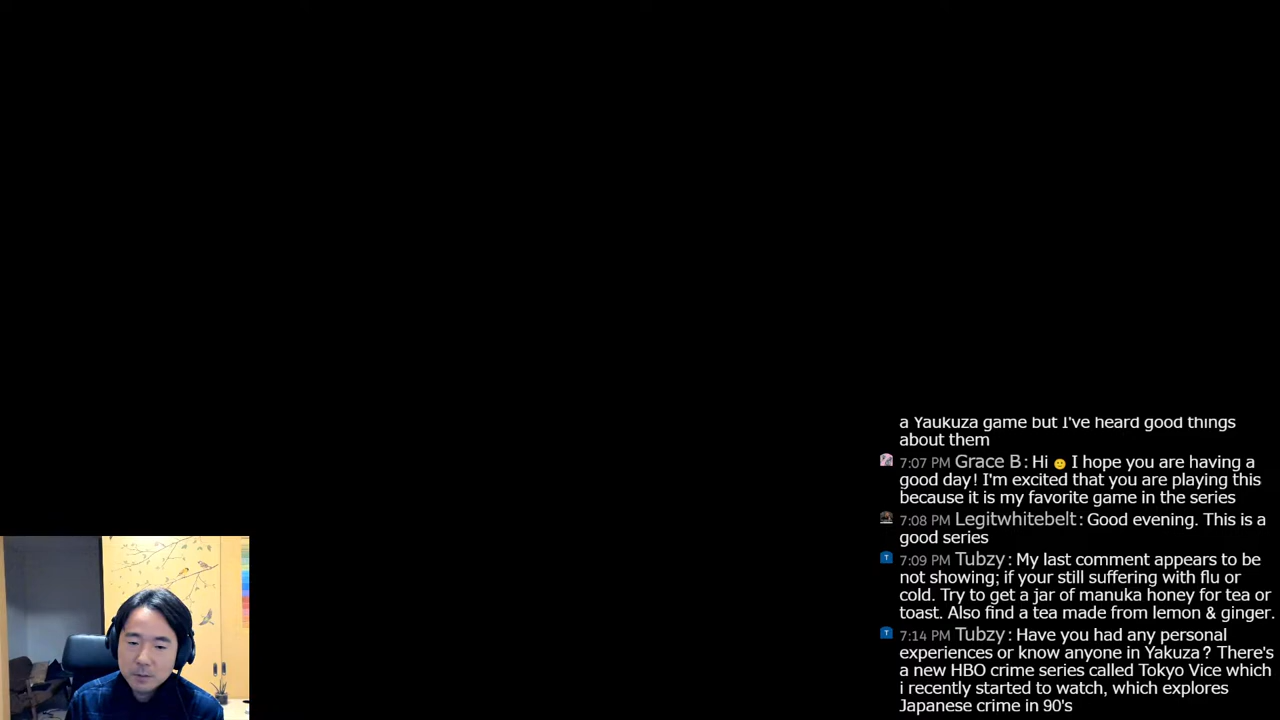 a Yaukuza game but I've heard good things
about them
7:07 PM Grace B: Hi 🙂 I hope you are having a
good day! I'm excited that you are playing this
because it is my favorite game in the series
7:08 PM Legitwhitebelt: Good evening. This is a
good series
T 7:09 PM Tubzy: My last comment appears to be
not showing; if your still suffering with flu or
cold. Try to get a jar of manuka honey for tea or
toast. Also find a tea made from lemon & ginger.
T 7:14 PM Tubzy: Have you had any personal
experiences or know anyone in Yakuza? There's
a new HBO crime series called Tokyo Vice which
i recently started to watch, which explores
Japanese crime in 90's